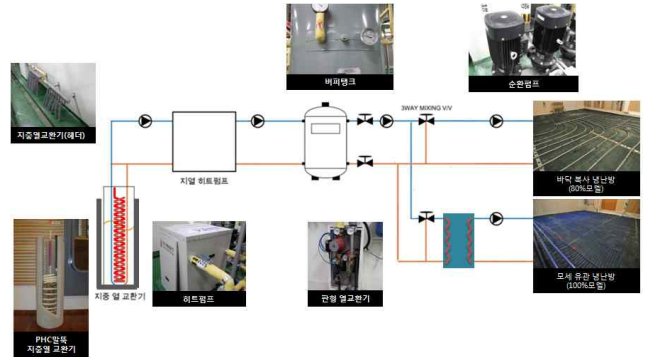 버퍼탱크
순환펌프
지중열교환기(헤더)
3WAY MIXING V/V
지열 히트펌프
바닥 복사 냉난방
(80%모델)
지중 열 교환기
히트펌프
판형 열교환기
모세 유관 냉난방
(100%모델)
PHC말뚝
지중열 교환기